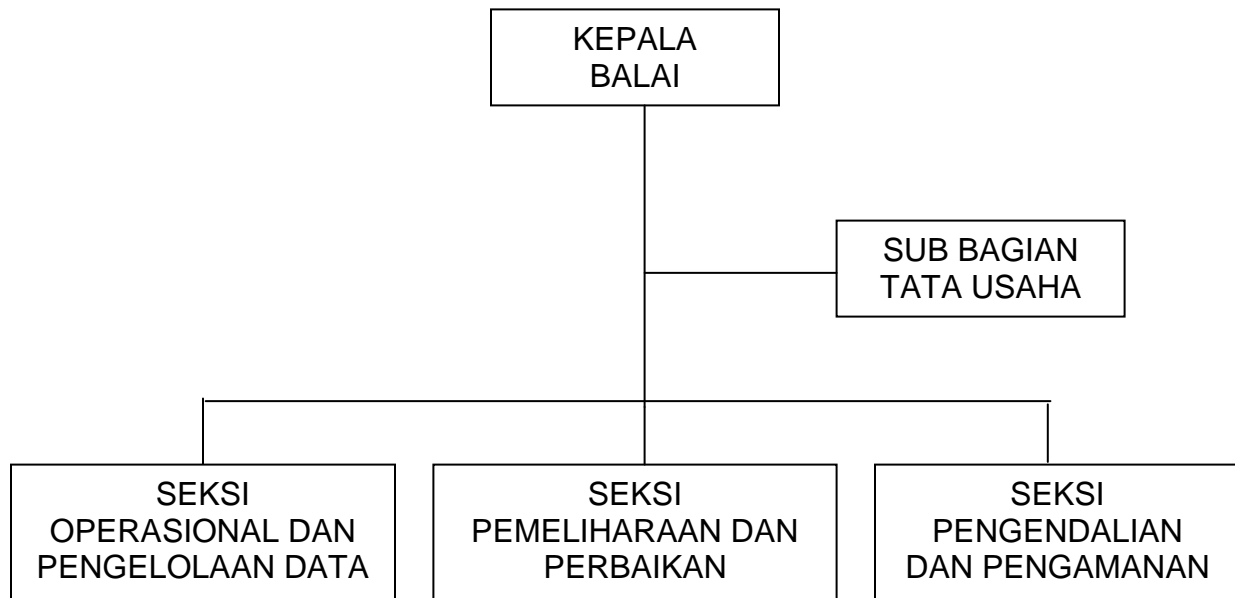 KEPALA
BALAI
SUB BAGIAN
TATA USAHA
SEKSI
OPERASIONAL DAN
PENGELOLAAN DATA
SEKSI
PEMELIHARAAN DAN
PERBAIKAN
SEKSI
PENGENDALIAN
DAN PENGAMANAN